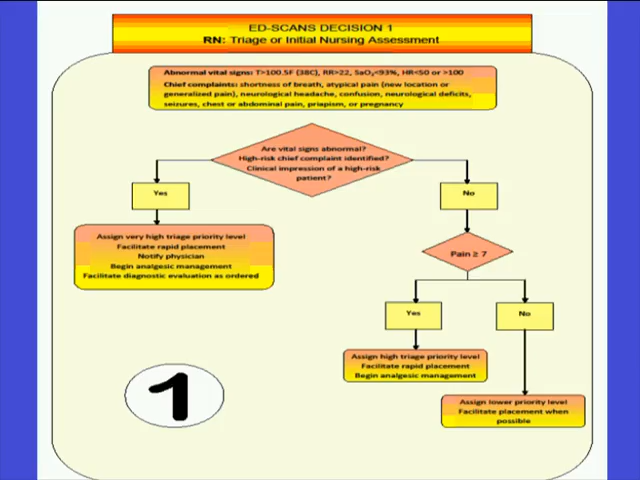 ED-SCANS DECISION 1
RN: Triage or Initial Nursing Assessment
Abnormal vital signs: T>100.5F (38C), RR>22, SaO₂<93%, HR<50 or >100
Chief complaints: shortness of breath, atypical pain (new location or
generalized pain), neurological headache, confusion, neurological deficits,
seizures, chest or abdominal pain, priapism, or pregnancy
Are vital signs abnormal?
High-risk chief complaint identified?
Clinical impression of a high-risk
patient?
Yes
No
Assign very high triage priority level
Facilitate rapid placement
Notify physician
Begin analgesic management
Facilitate diagnostic evaluation as ordered
Pain ≥ 7
Yes
No
Assign high triage priority level
Facilitate rapid placement
Begin analgesic management
Assign lower priority level
Facilitate placement when
possible
1